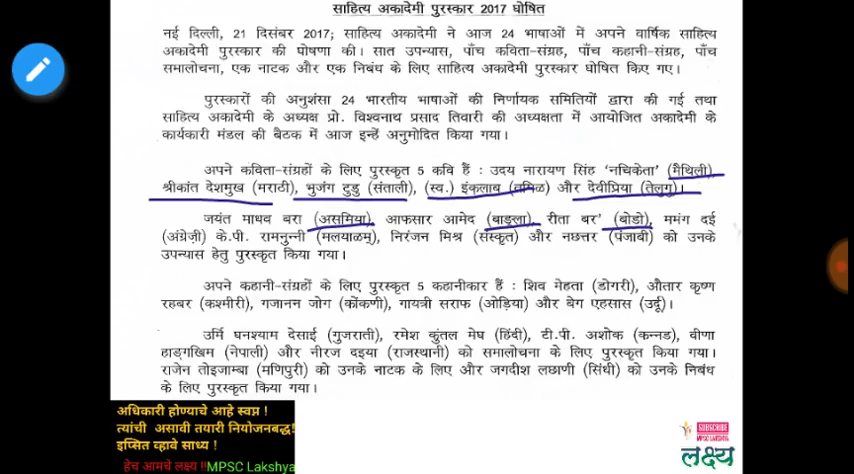 साहित्य अकादेमी पुरस्कार 2017 घोषित
नई दिल्ली, 21 दिसंबर 2017; साहित्य अकादेमी ने आज 24 भाषाओं में अपने वार्षिक साहित्य
अकादेमी पुरस्कार की घोषणा की। सात उपन्यास, पाँच कविता-संग्रह, पाँच कहानी-संग्रह, पाँच
समालोचना, एक नाटक और एक निबंध के लिए साहित्य अकादेमी पुरस्कार घोषित किए गए।
पुरस्कारों की अनुशंसा 24 भारतीय भाषाओं की निर्णायक समितियों द्वारा की गई तथा
साहित्य अकादेमी के अध्यक्ष प्रो. विश्वनाथ प्रसाद तिवारी की अध्यक्षता में आयोजित अकादेमी के
कार्यकारी मंडल की बैठक में आज इन्हें अनुमोदित किया गया।
अपने कविता-संग्रहों के लिए पुरस्कृत 5 कवि हैं : उदय नारायण सिंह 'नचिकेता' (मैथिली)
श्रीकांत देशमुख (मराठी), भुजंग टुडु (संताली), (स्व.) इंकलाब (तमिळ) और देवीप्रिया (तेलुगु)।
जयंत माधव बरा (असमिया), आफसार आमेद (बाङ्ला), रीता बर' (बोडो), ममंग दई
(अंग्रेज़ी) के.पी. रामनुन्नी (मलयाळम्), निरंजन मिश्र (संस्कृत) और नछत्तर (पंजाबी) को उनके
उपन्यास हेतु पुरस्कृत किया गया।
अपने कहानी-संग्रहों के लिए पुरस्कृत 5 कहानीकार हैं : शिव मेहता (डोगरी), औतार कृष्ण
रहबर (कश्मीरी), गजानन जोग (कोंकणी), गायत्री सराफ (ओड़िया) और बेग एहसास (उर्दू)।
उर्मि घनश्याम देसाई (गुजराती), रमेश कुंतल मेघ (हिंदी), टी.पी. अशोक (कन्नड), वीणा
हाङ्गखिम (नेपाली) और नीरज दइया (राजस्थानी) को समालोचना के लिए पुरस्कृत किया गया।
राजेन तोइजाम्बा (मणिपुरी) को उनके नाटक के लिए और जगदीश लछाणी (सिंधी) को उनके निबंध
के लिए पुरस्कृत किया गया।
अधिकारी होण्याचे आहे स्वप्न !
त्यांची असावी तयारी नियोजनबद्ध!
इप्सित व्हावे साध्य !
हेच आमचे लक्ष्य !!MPSC Lakshya
SUBSCRIBE
MPSC LAKSHYA
लक्ष्य